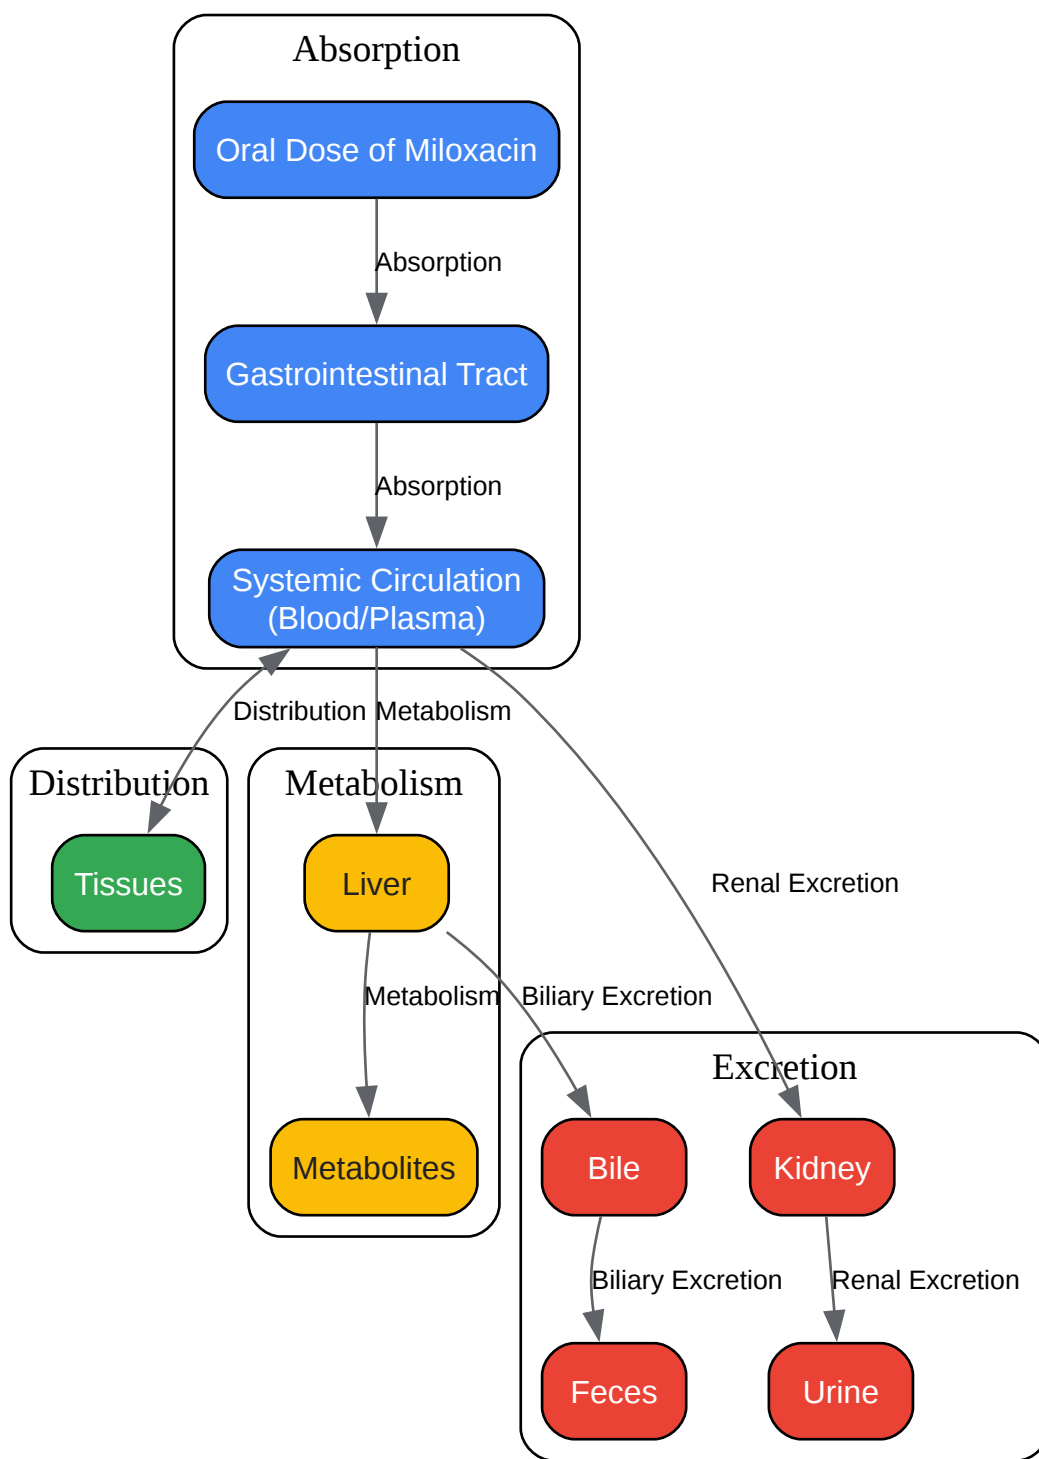 Absorption
Oral Dose of Miloxacin
Absorption
Gastrointestinal Tract
Absorption
Systemic Circulation
(Blood/Plasma)
Distribution
Metabolism
Distribution
Metabolism
Tissues
Liver
Renal Excretion
Metabolism
Biliary Excretion
Excretion
Metabolites
Bile
Kidney
Biliary Excretion
Renal Excretion
Feces
Urine